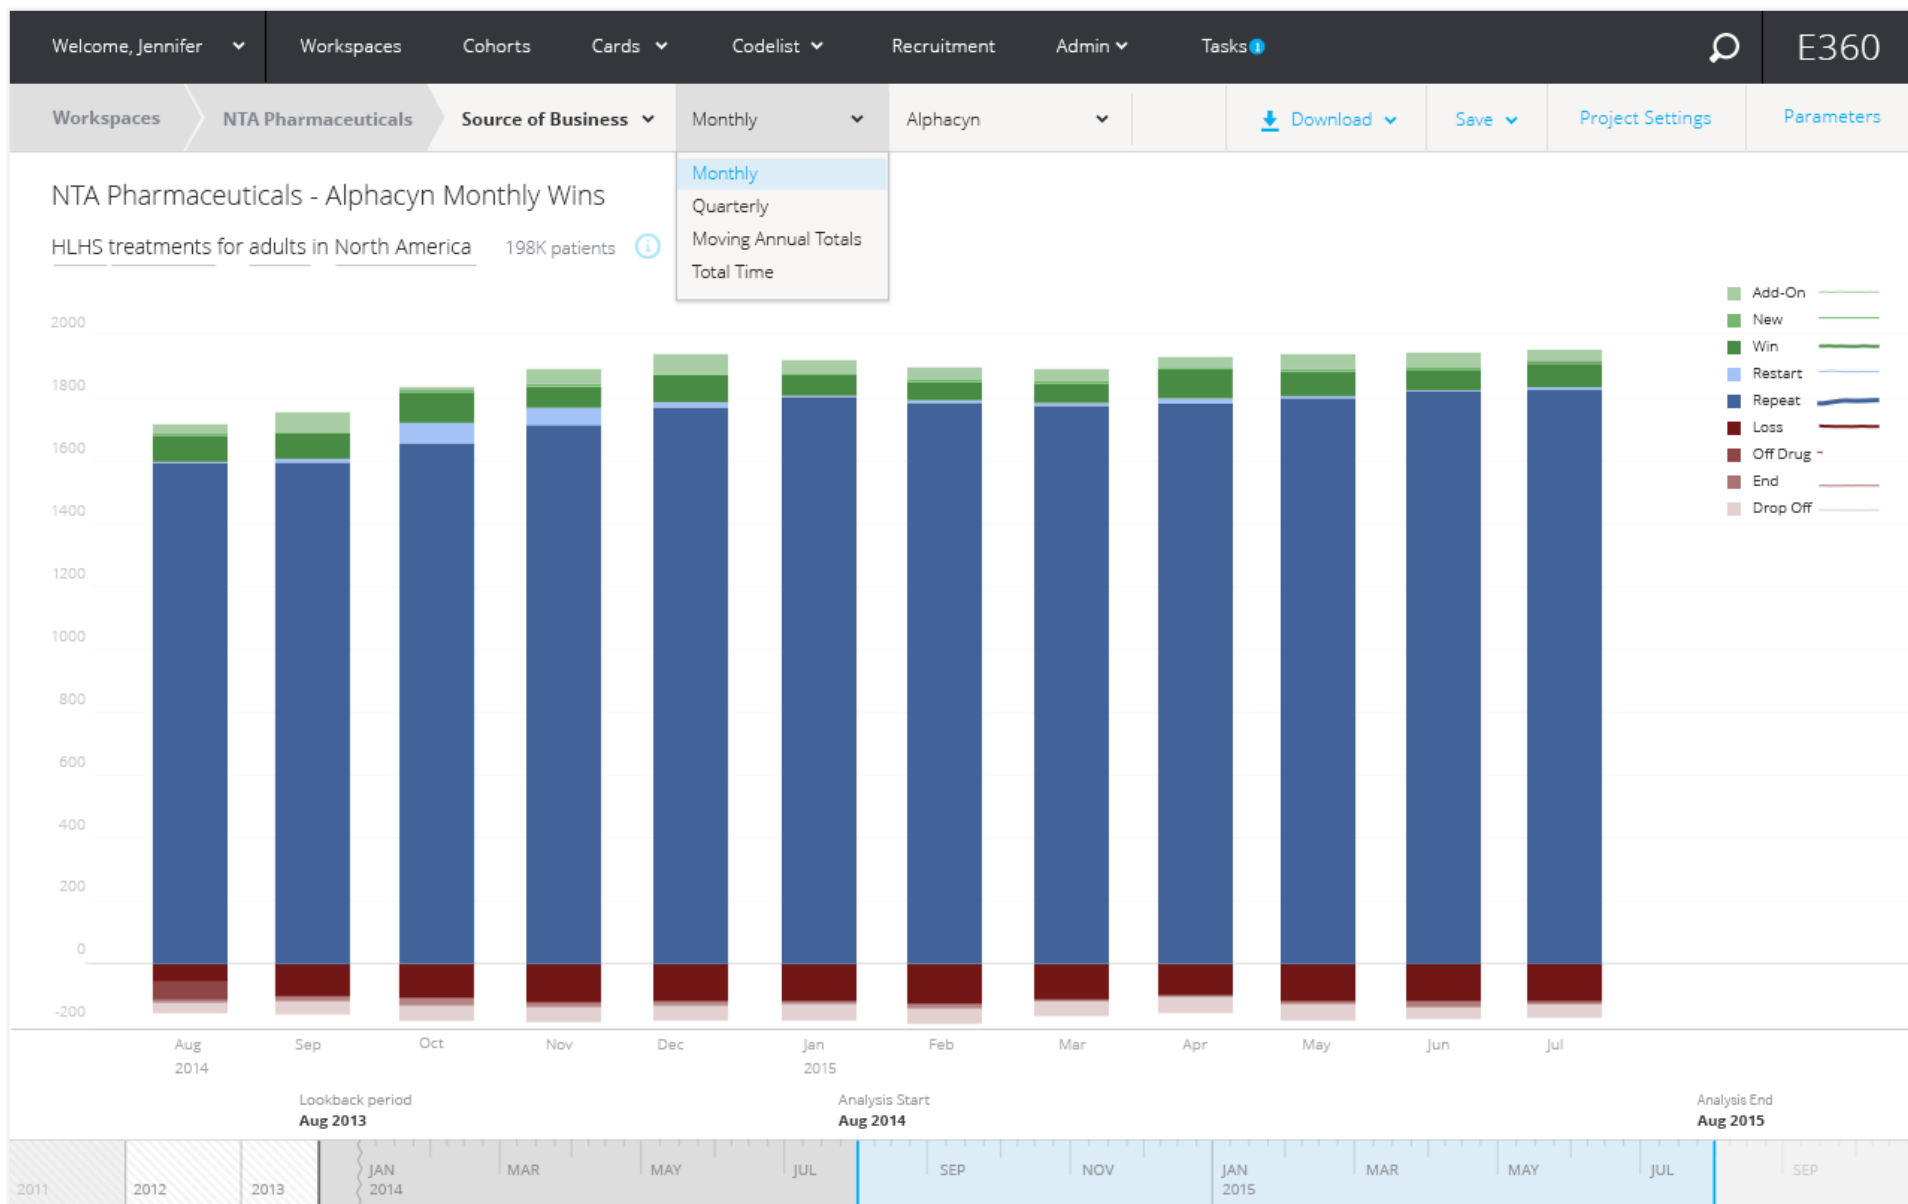 Welcome, Jennifer Workspaces Cohorts Cards Codelist Recruitment Admin Tasks i E360
Workspaces NTA Pharmaceuticals Source of Business Monthly Alphacyn Download Save Project Settings Parameters
Monthly
Quarterly
Moving Annual Totals
Total Time
NTA Pharmaceuticals - Alphacyn Monthly Wins
HLHS treatments for adults in North America 198K patients i
Add-On
New
Win
Restart
Repeat
Loss
Off Drug
End
Drop Off
2000
1800
1600
1400
1200
1000
800
600
400
200
0
-200
Aug Sep Oct Nov Dec Jan Feb Mar Apr May Jun Jul
2014 2015
Lookback period Analysis Start Analysis End
Aug 2013 Aug 2014 Aug 2015
JAN MAR MAY JUL SEP NOV JAN MAR MAY JUL SEP
2011 2012 2013 2014 2015